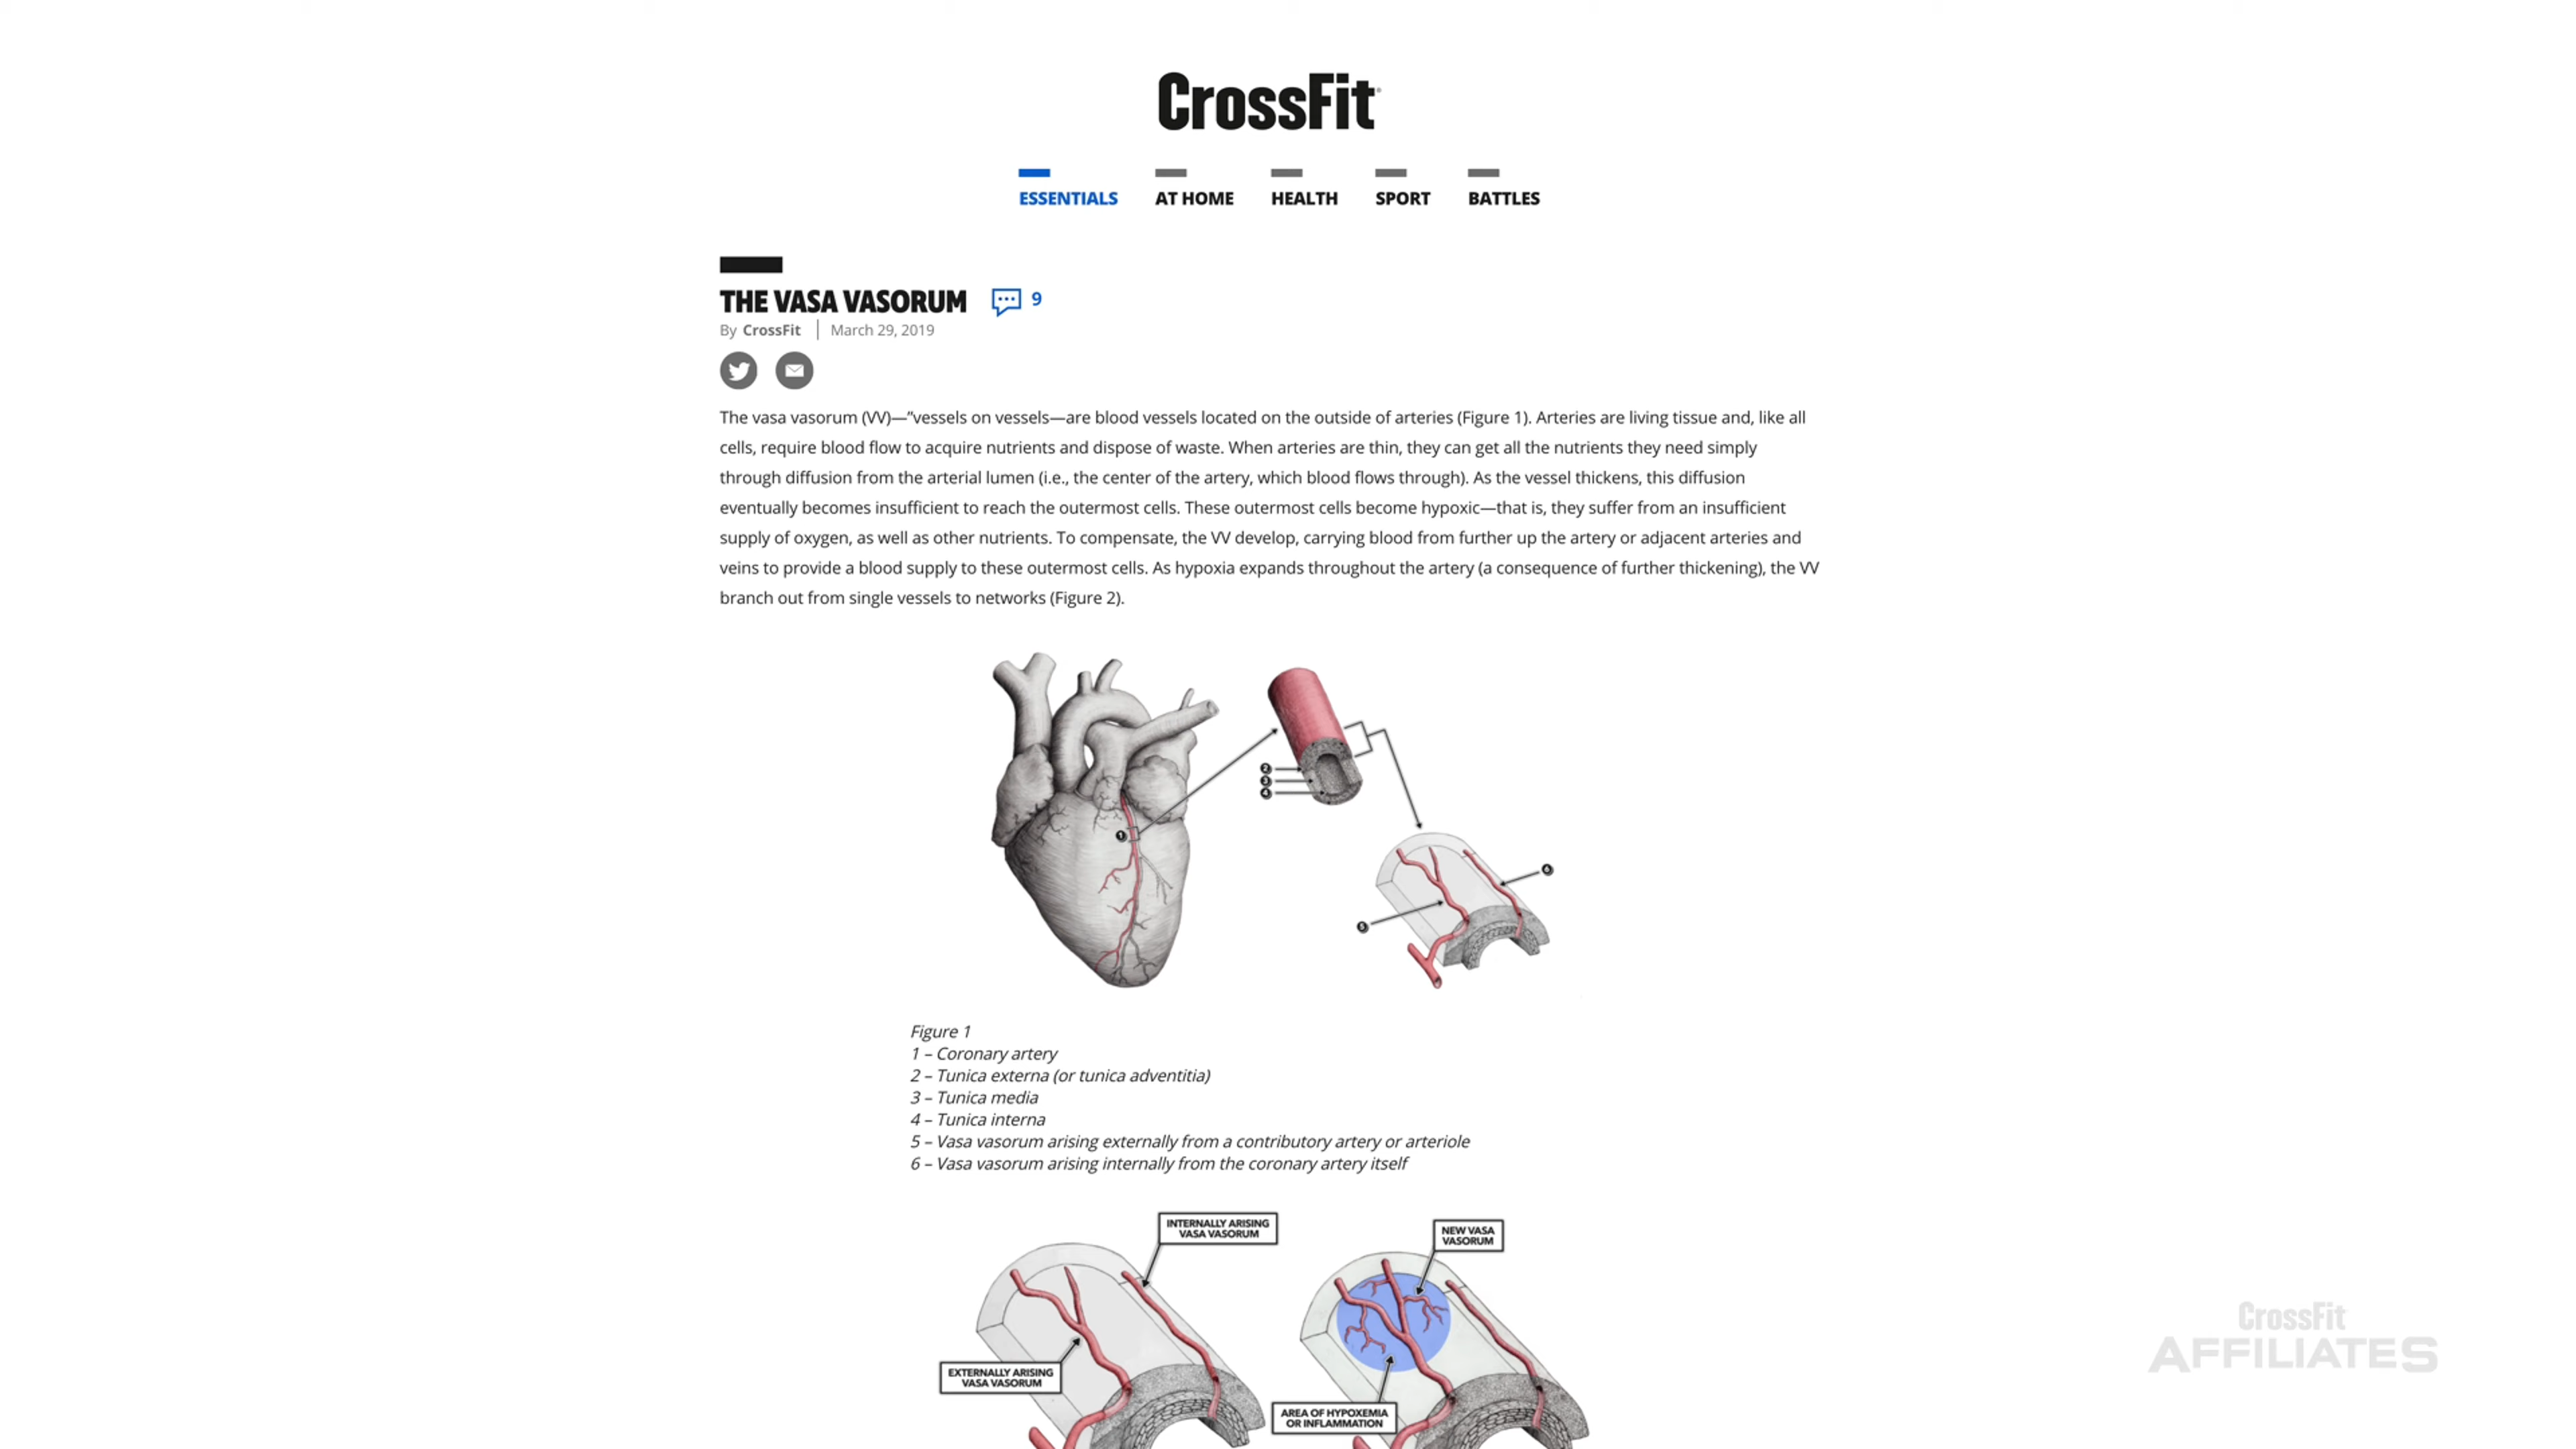 CrossFit
ESSENTIALS AT HOME HEALTH SPORT BATTLES
THE VASA VASORUM 9
By CrossFit | March 29, 2019
The vasa vasorum (VV)—"vessels on vessels—are blood vessels located on the outside of arteries (Figure 1). Arteries are living tissue and, like all
cells, require blood flow to acquire nutrients and dispose of waste. When arteries are thin, they can get all the nutrients they need simply
through diffusion from the arterial lumen (i.e., the center of the artery, which blood flows through). As the vessel thickens, this diffusion
eventually becomes insufficient to reach the outermost cells. These outermost cells become hypoxic—that is, they suffer from an insufficient
supply of oxygen, as well as other nutrients. To compensate, the VV develop, carrying blood from further up the artery or adjacent arteries and
veins to provide a blood supply to these outermost cells. As hypoxia expands throughout the artery (a consequence of further thickening), the VV
branch out from single vessels to networks (Figure 2).
2
3
4
1
6
5
Figure 1
1 – Coronary artery
2 – Tunica externa (or tunica adventitia)
3 – Tunica media
4 – Tunica interna
5 – Vasa vasorum arising externally from a contributory artery or arteriole
6 – Vasa vasorum arising internally from the coronary artery itself
INTERNALLY ARISING
VASA VASORUM
NEW VASA
VASORUM
EXTERNALLY ARISING
VASA VASORUM
AREA OF HYPOXEMIA
OR INFLAMMATION
CrossFit
AFFILIATES